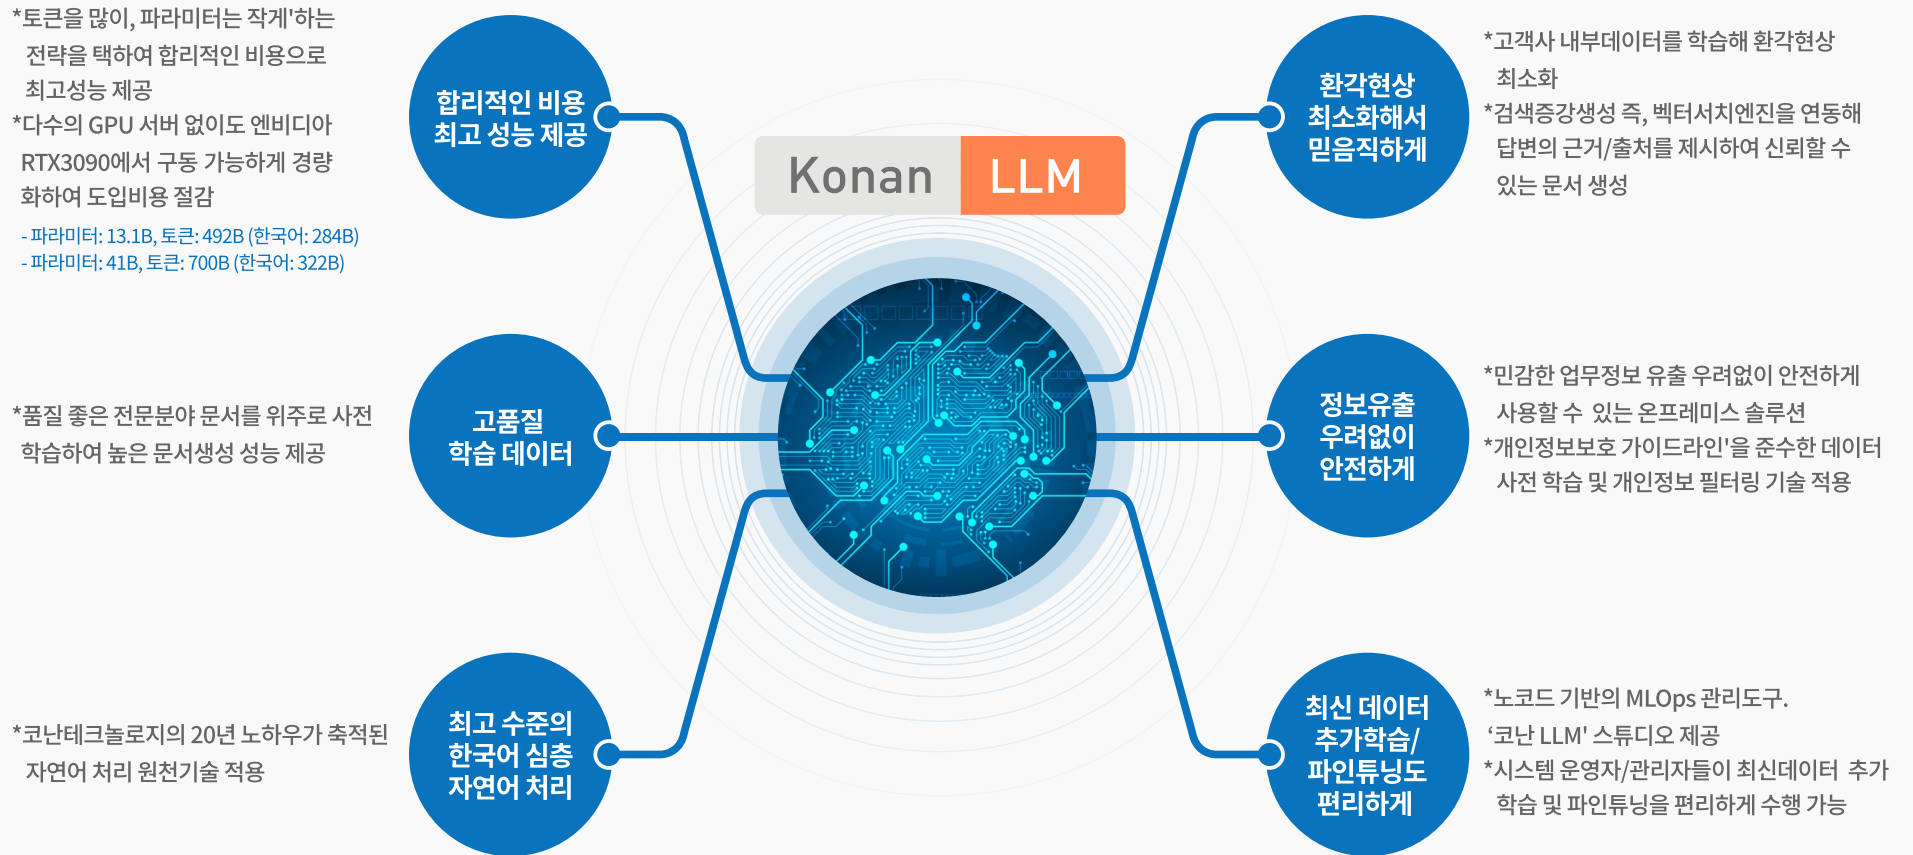 *토큰을 많이, 파라미터는 작게'하는
전략을 택하여 합리적인 비용으로
최고성능 제공
*다수의 GPU 서버 없이도 엔비디아
RTX3090에서 구동 가능하게 경량
화하여 도입비용 절감
- 파라미터: 13.1B, 토큰: 492B (한국어: 284B)
- 파라미터: 41B, 토큰: 700B (한국어: 322B)
합리적인 비용
최고 성능 제공
*품질 좋은 전문분야 문서를 위주로 사전
학습하여 높은 문서생성 성능 제공
고품질
학습 데이터
*코난테크놀로지의 20년 노하우가 축적된
자연어 처리 원천기술 적용
최고 수준의
한국어 심층
자연어 처리
Konan LLM
환각현상
최소화해서
믿음직하게
*고객사 내부데이터를 학습해 환각현상
최소화
*검색증강생성 즉, 벡터서치엔진을 연동해
답변의 근거/출처를 제시하여 신뢰할 수
있는 문서 생성
정보유출
우려없이
안전하게
*민감한 업무정보 유출 우려없이 안전하게
사용할 수 있는 온프레미스 솔루션
*개인정보보호 가이드라인'을 준수한 데이터
사전 학습 및 개인정보 필터링 기술 적용
최신 데이터
추가학습/
파인튜닝도
편리하게
*노코드 기반의 MLOps 관리도구.
‘코난 LLM' 스튜디오 제공
*시스템 운영자/관리자들이 최신데이터 추가
학습 및 파인튜닝을 편리하게 수행 가능